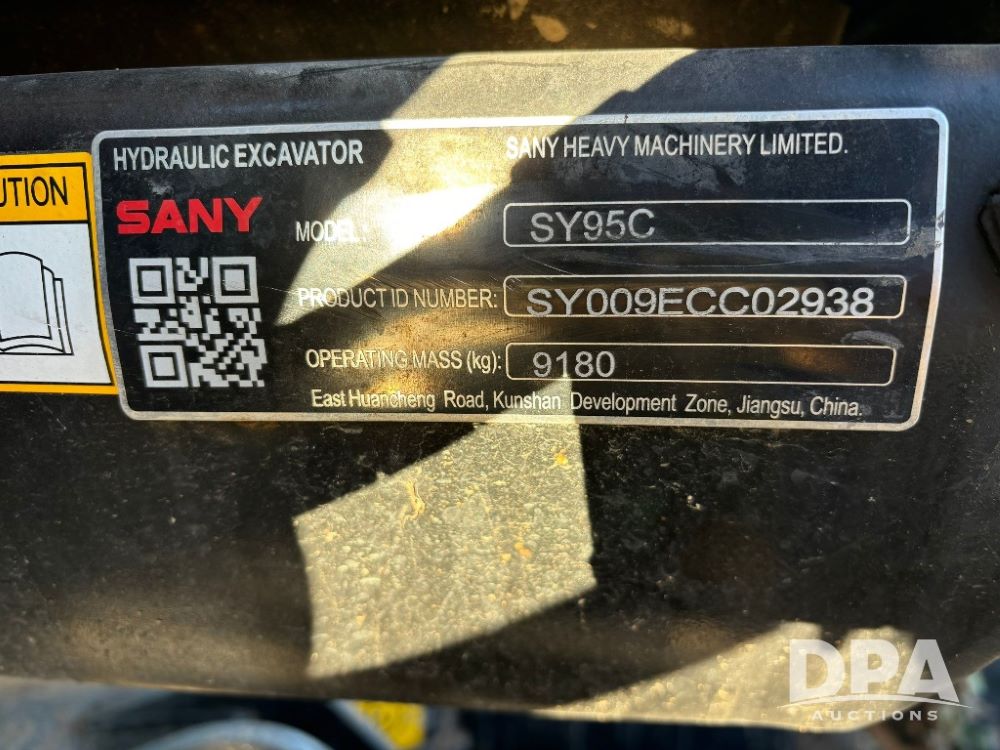 HYDRAULIC EXCAVATOR
SANY HEAVY MACHINERY LIMITED.
SANY
MODEL
SY95C
PRODUCT ID NUMBER: SY009ECC02938
OPERATING MASS (kg): 9180
East Huancheng Road, Kunshan Development Zone, Jiangsu, China.
UTION
DPA
AUCTIONS